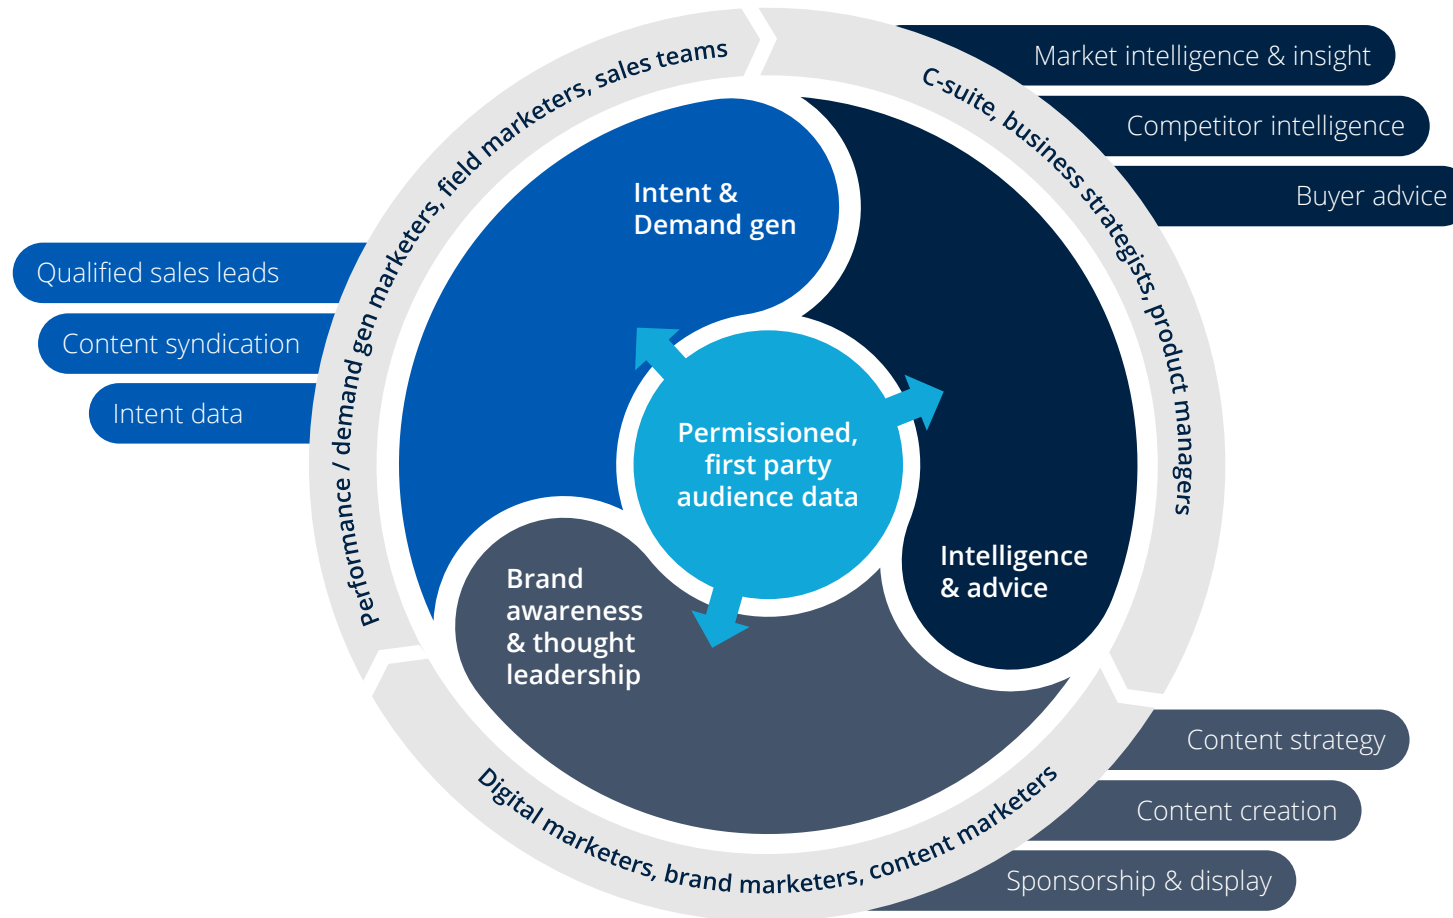 Performance / demand gen marketers, field marketers, sales teams
C-suite, business strategists, product managers
Market intelligence & insight
Competitor intelligence
Buyer advice
Intent &
Demand gen
Qualified sales leads
Content syndication
Intent data
Permissioned,
first party
audience data
Intelligence
& advice
Brand
awareness
& thought
leadership
Digital marketers, brand marketers, content marketers
Content strategy
Content creation
Sponsorship & display